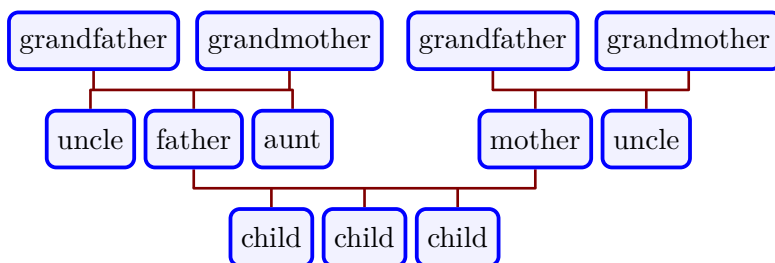 grandfather grandmother grandfather grandmother
uncle father aunt mother uncle
child child child